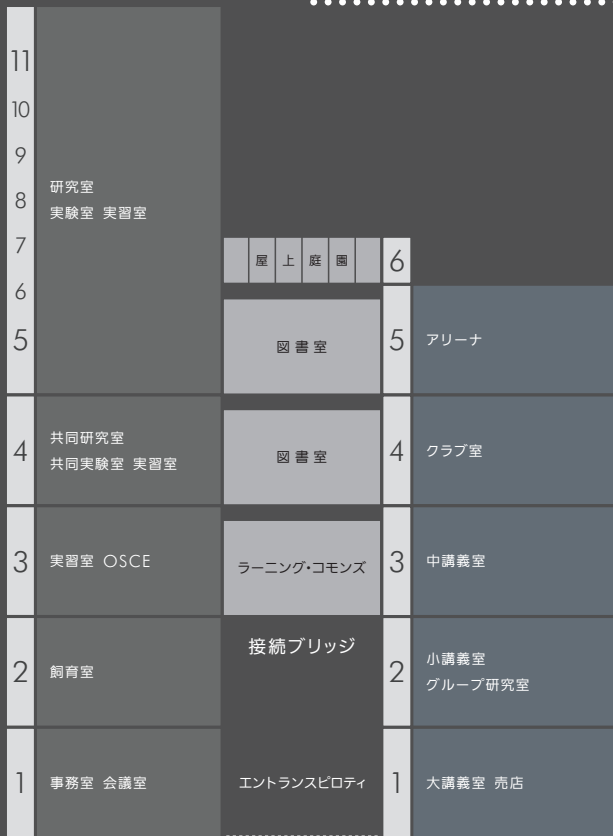 11
10
9
8
7
6
5
研究室
実験室 実習室
4
共同研究室
共同実験室 実習室
3
実習室 OSCE
2
飼育室
1
事務室 会議室
屋上庭園
図書室
図書室
ラーニング・コモンズ
接続ブリッジ
エントランスピロティ
6
5
アリーナ
4
クラブ室
3
中講義室
2
小講義室
グループ研究室
1
大講義室 売店